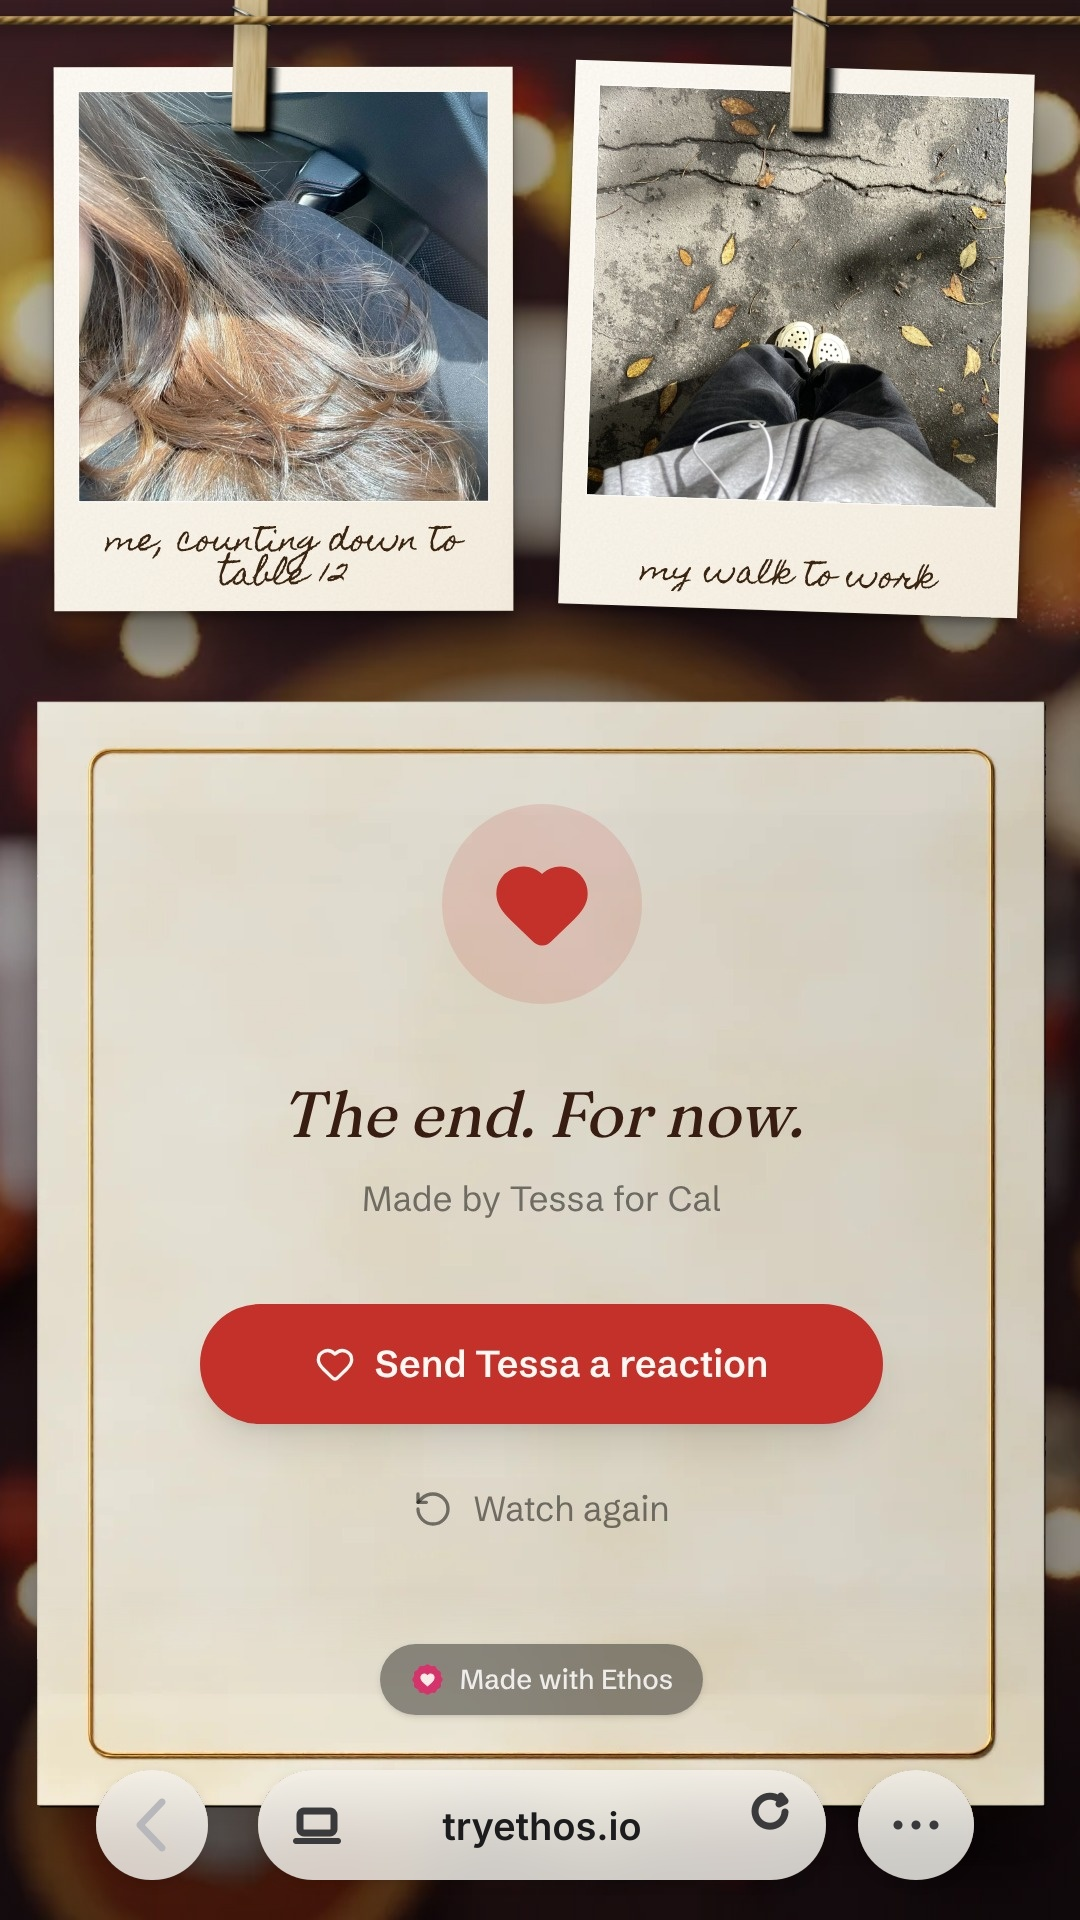 me, counting down to
table 12
my walk to work
The end. For now.
Made by Tessa for Cal
Send Tessa a reaction
Watch again
Made with Ethos
tryethos.io